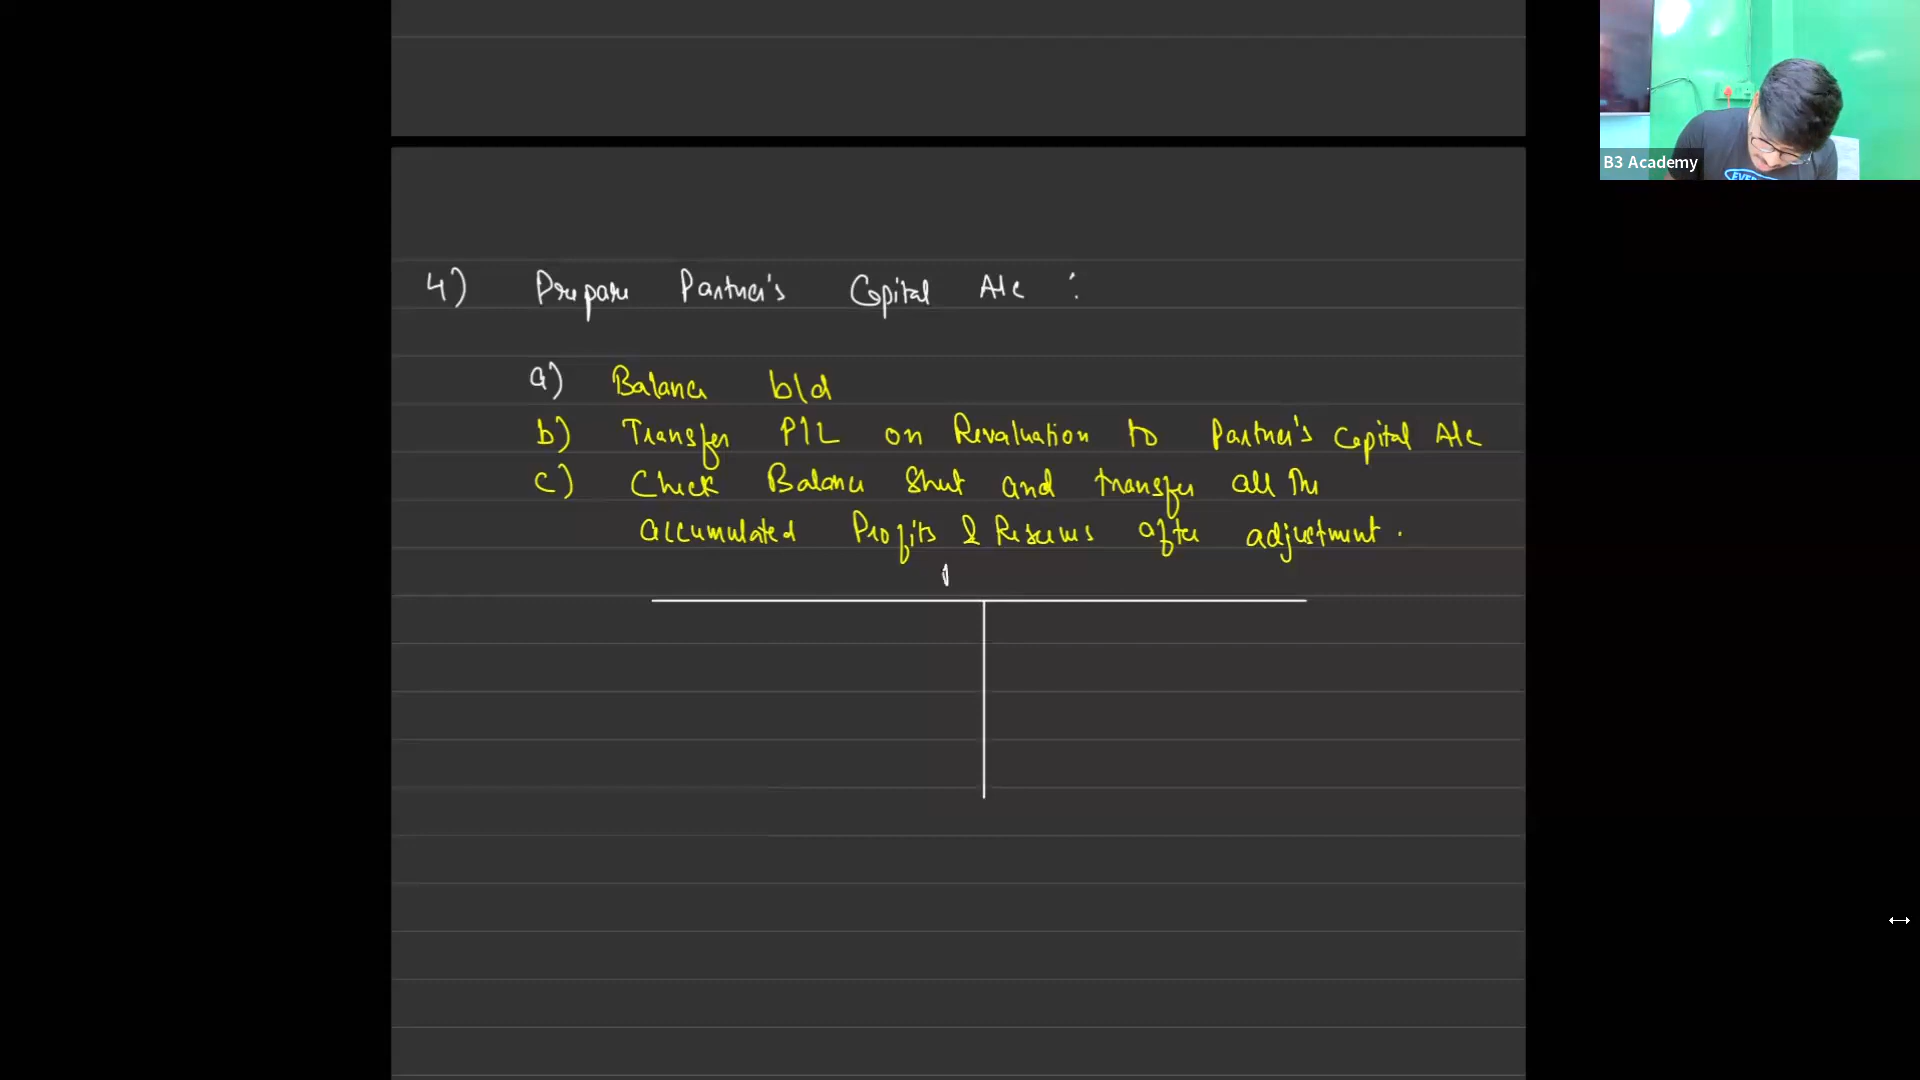 B3 Academy
4) Prepare Partner's Capital A/c :
a) Balance b/d
b) Transfer P/L on Revaluation to Partner's Capital A/c
c) Check Balance Sheet and transfer all the
accumulated Profits & Reserves after adjustment.